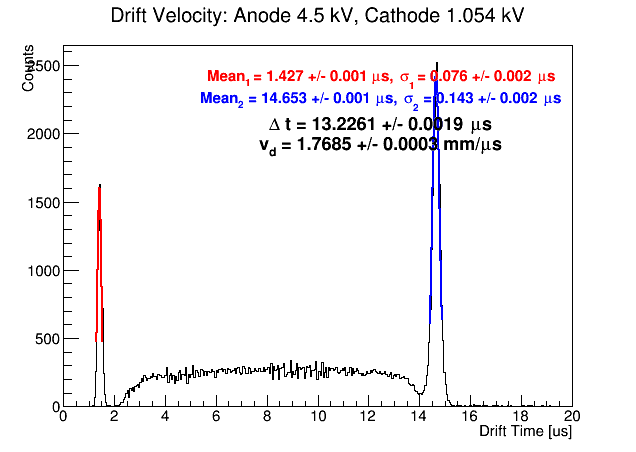 Drift Velocity: Anode 4.5 kV, Cathode 1.054 kV
Counts
2500
2000
1500
1000
500
0
Mean1 = 1.427 +/- 0.001 μs, σ1 = 0.076 +/- 0.002 μs
Mean2 = 14.653 +/- 0.001 μs, σ2 = 0.143 +/- 0.002 μs
Δ t = 13.2261 +/- 0.0019 μs
vd = 1.7685 +/- 0.0003 mm/μs
0 2 4 6 8 10 12 14 16 18 20
Drift Time [us]